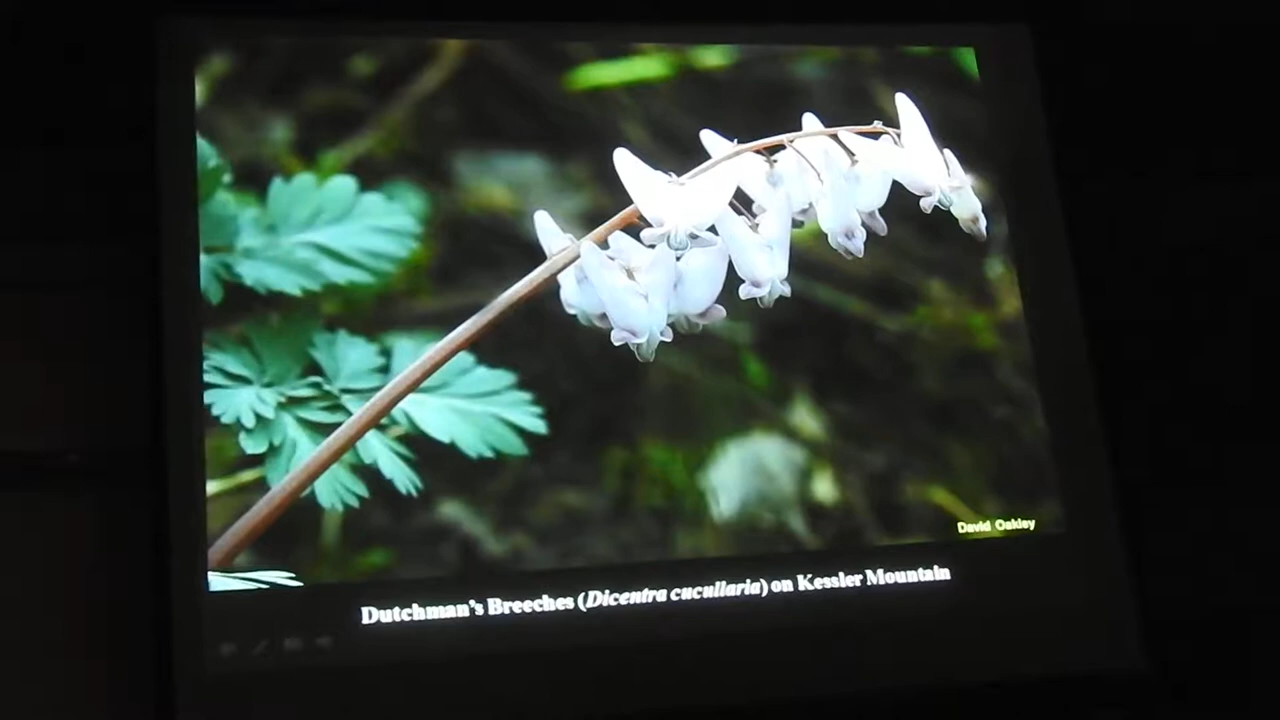 David Oakley
Dutchman's Breeches (Dicentra cucullaria) on Kessler Mountain